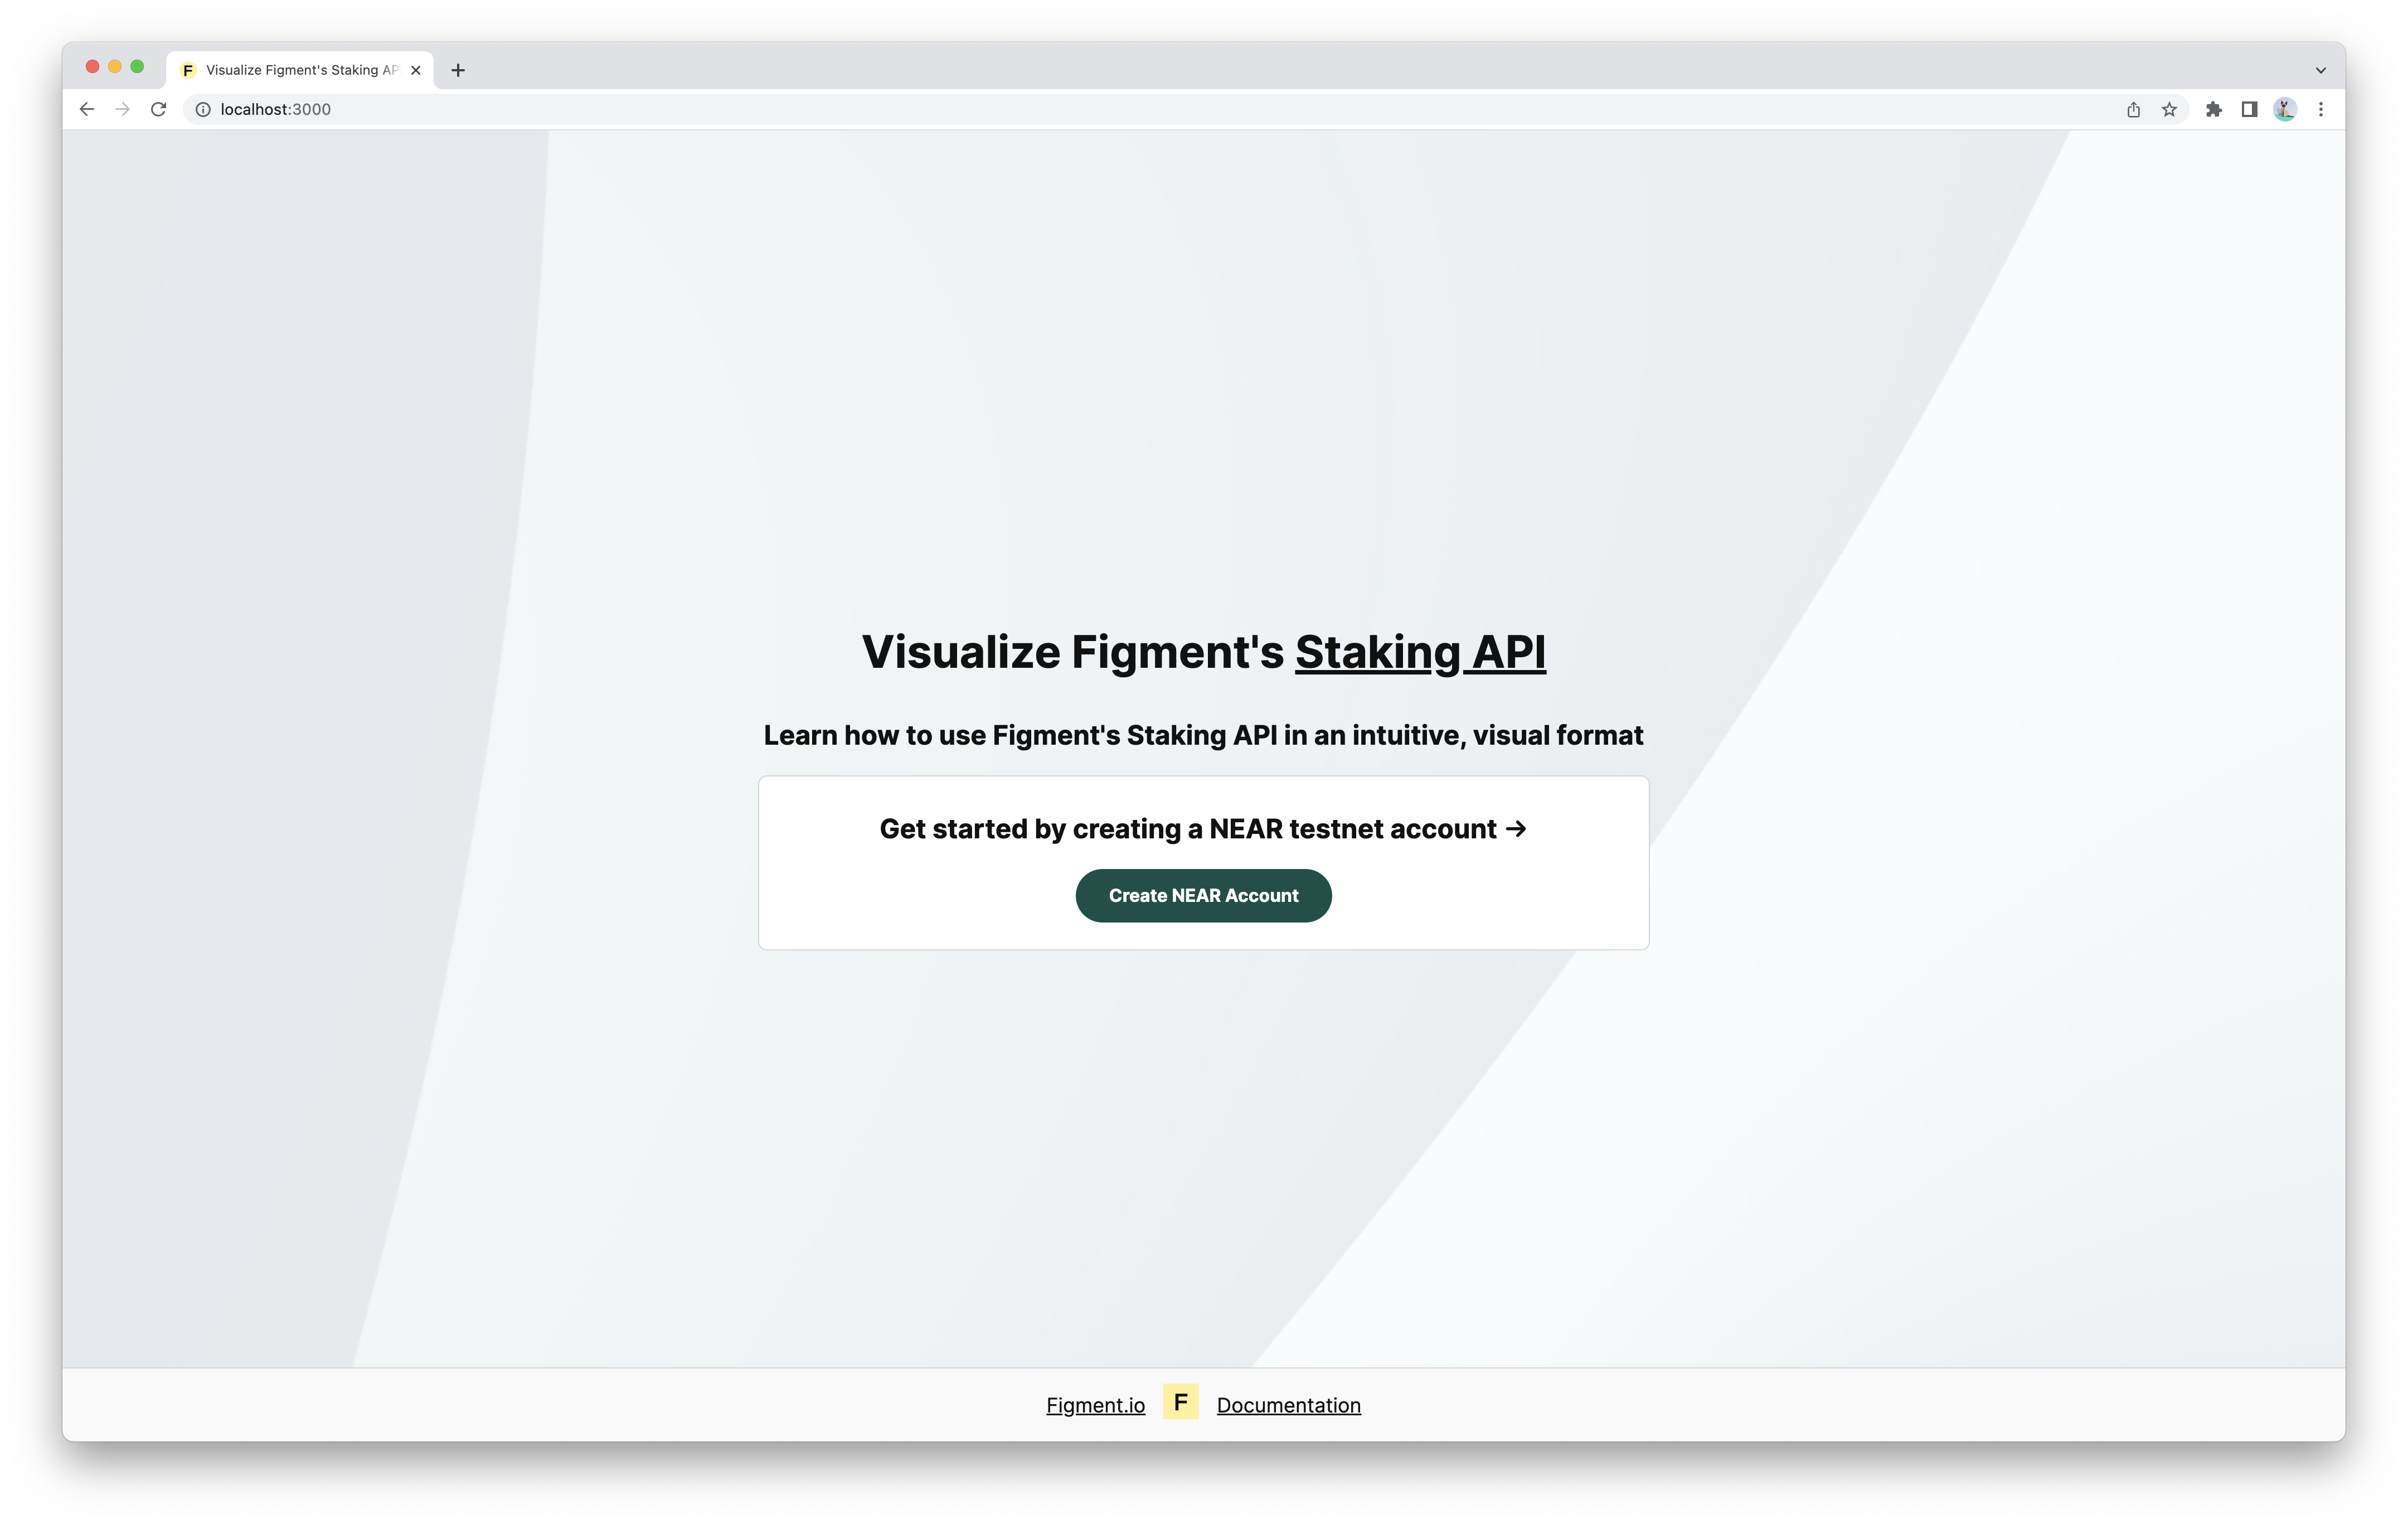 F Visualize Figment's Staking AP
localhost:3000
Visualize Figment's Staking API
Learn how to use Figment's Staking API in an intuitive, visual format
Get started by creating a NEAR testnet account →
Create NEAR Account
Figment.io F Documentation